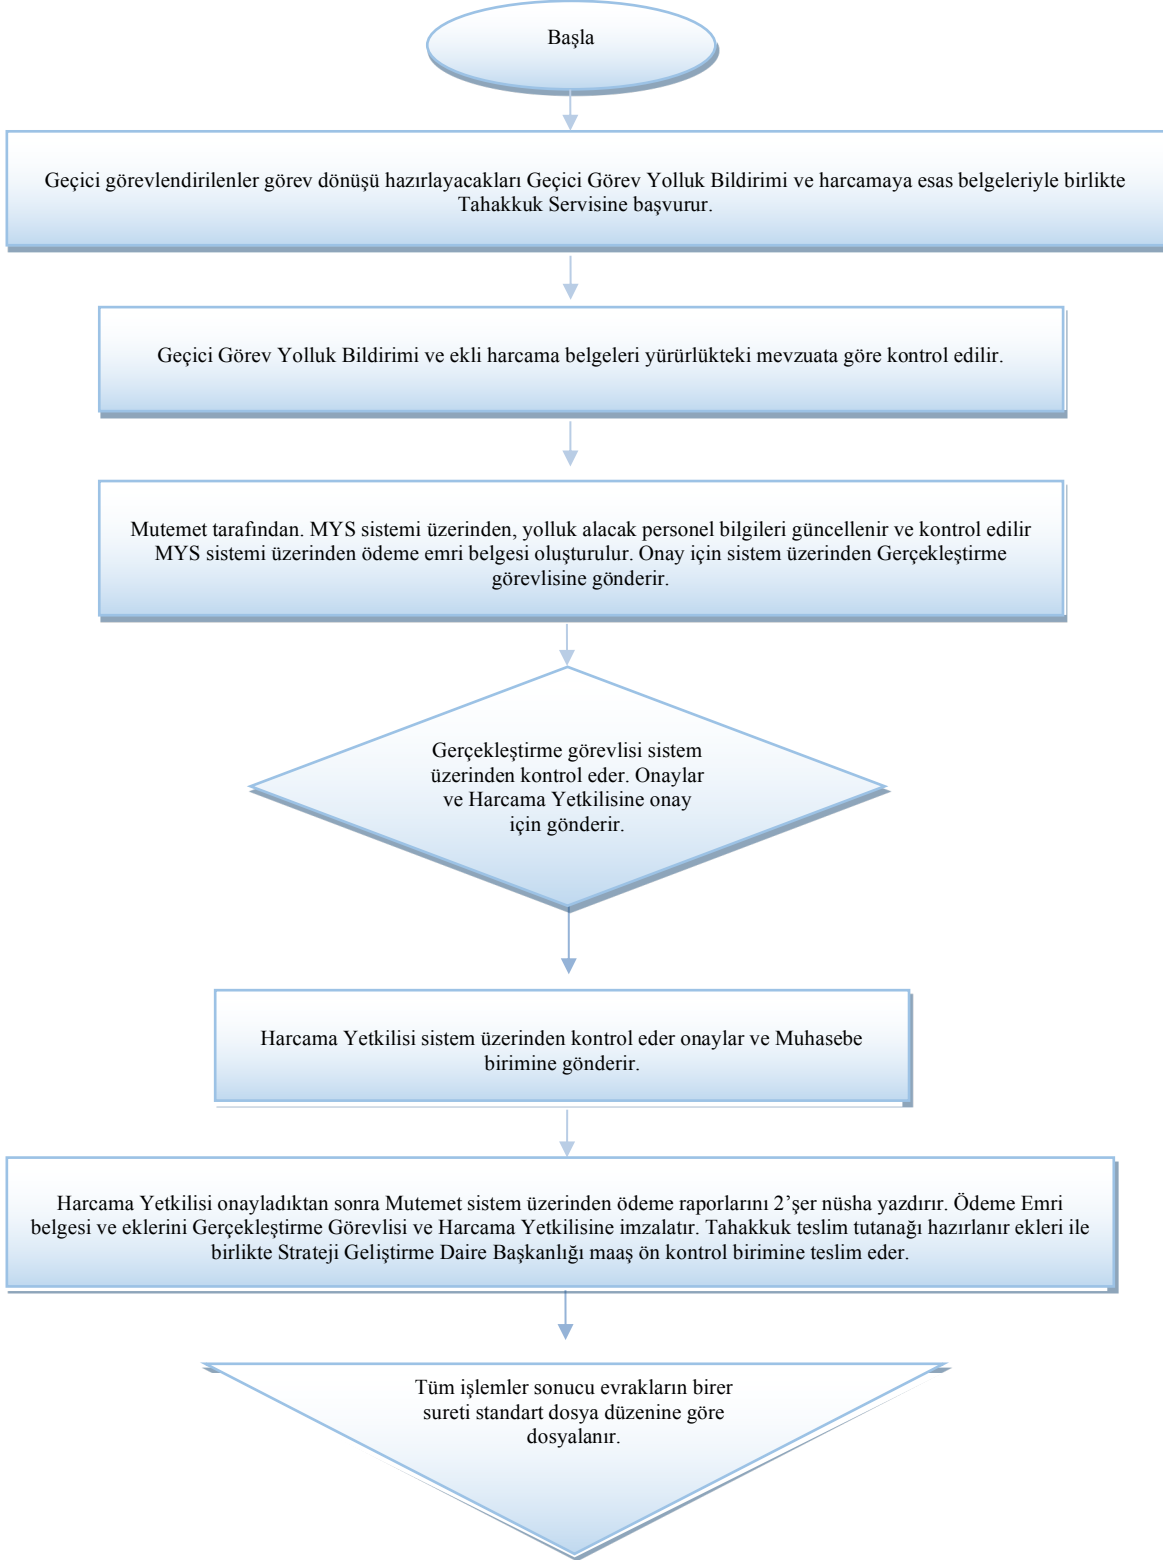 Başla
Geçici görevlendirilenler görev dönüşü hazırlayacakları Geçici Görev Yolluk Bildirimi ve harcamaya esas belgeleriyle birlikte
Tahakkuk Servisine başvurur.
Geçici Görev Yolluk Bildirimi ve ekli harcama belgeleri yürürlükteki mevzuata göre kontrol edilir.
Mutemet tarafından. MYS sistemi üzerinden, yolluk alacak personel bilgileri güncellenir ve kontrol edilir
MYS sistemi üzerinden ödeme emri belgesi oluşturulur. Onay için sistem üzerinden Gerçekleştirme
görevlisine gönderir.
Gerçekleştirme görevlisi sistem
üzerinden kontrol eder. Onaylar
ve Harcama Yetkilisine onay
için gönderir.
Harcama Yetkilisi sistem üzerinden kontrol eder onaylar ve Muhasebe
birimine gönderir.
Harcama Yetkilisi onayladıktan sonra Mutemet sistem üzerinden ödeme raporlarını 2’şer nüsha yazdırır. Ödeme Emri
belgesi ve eklerini Gerçekleştirme Görevlisi ve Harcama Yetkilisine imzalatır. Tahakkuk teslim tutanağı hazırlanır ekleri ile
birlikte Strateji Geliştirme Daire Başkanlığı maaş ön kontrol birimine teslim eder.
Tüm işlemler sonucu evrakların birer
sureti standart dosya düzenine göre
dosyalanır.